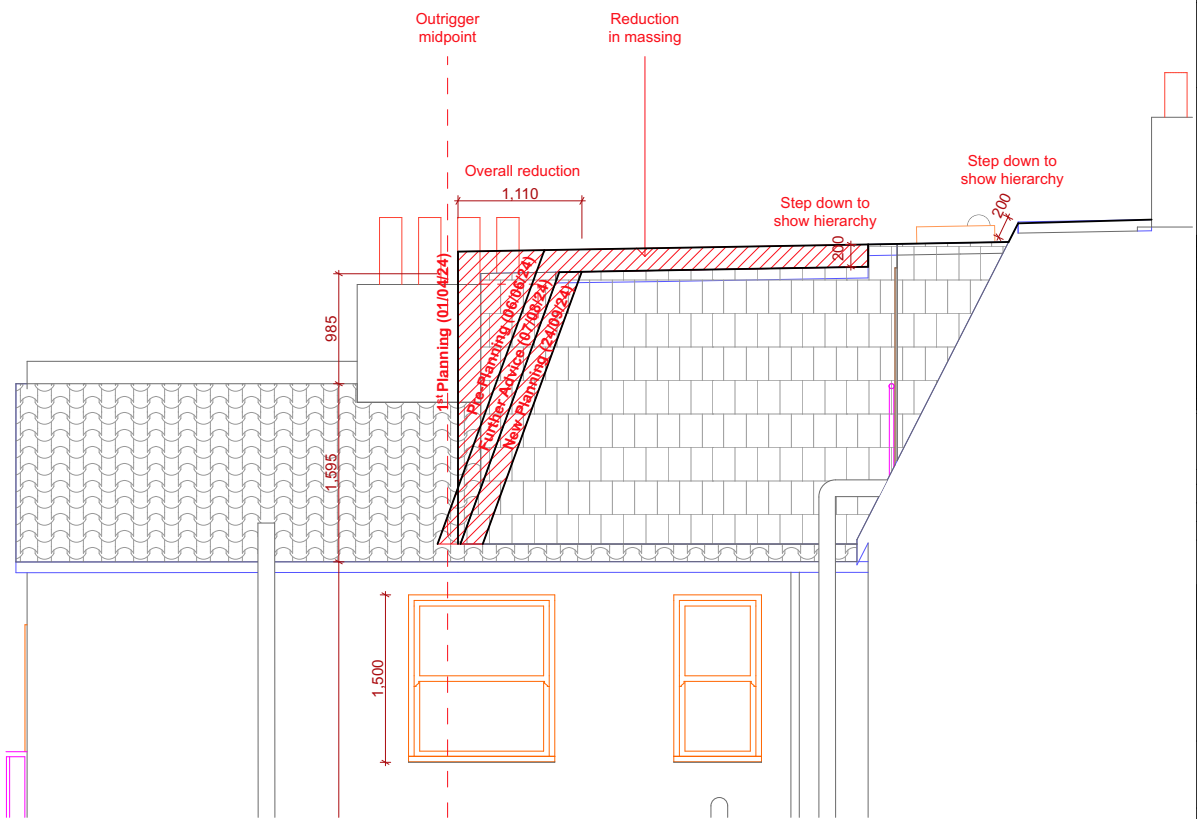 Outrigger
midpoint
Reduction
in massing
Step down to
show hierarchy
200
Overall reduction
1,110
Step down to
show hierarchy
200
1st Planning (01/04/24)
Pre-Planning (06/06/24)
Further Advice (07/08/24)
New Planning (24/09/24)
985
1,595
1,500